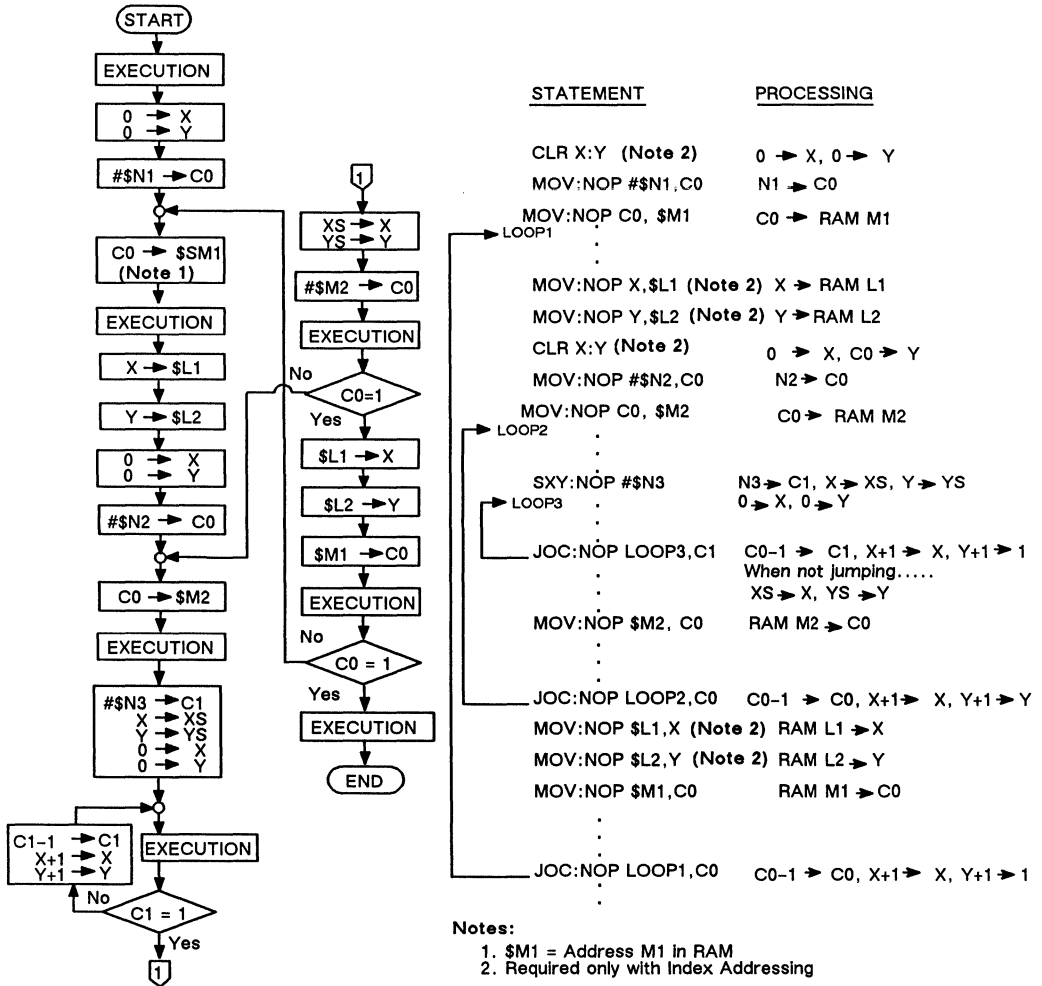 START
EXECUTION
0 → X
0 → Y
#$N1 → C0
C0 → $SM1
(Note 1)
EXECUTION
X → $L1
Y → $L2
0 → X
0 → Y
#$N2 → C0
C0 → $M2
EXECUTION
#$N3 → C1
X → XS
Y → YS
0 → X
0 → Y
C1-1 → C1
X+1 → X
Y+1 → Y
EXECUTION
No
C1 = 1
Yes
1
1
XS → X
YS → Y
#$M2 → C0
EXECUTION
No
C0=1
Yes
$L1 → X
$L2 → Y
$M1 → C0
EXECUTION
No
C0 = 1
Yes
EXECUTION
END
STATEMENT PROCESSING
CLR X:Y (Note 2) 0 → X, 0 → Y
MOV:NOP #$N1,C0 N1 → C0
MOV:NOP C0, $M1 C0 → RAM M1
LOOP1
MOV:NOP X,$L1 (Note 2) X → RAM L1
MOV:NOP Y,$L2 (Note 2) Y → RAM L2
CLR X:Y (Note 2) 0 → X, C0 → Y
MOV:NOP #$N2,C0 N2 → C0
MOV:NOP C0, $M2 C0 → RAM M2
LOOP2
SXY:NOP #$N3 N3 → C1, X → XS, Y → YS
LOOP3 0 → X, 0 → Y
JOC:NOP LOOP3,C1 C0-1 → C1, X+1 → X, Y+1 → 1
When not jumping.....
XS → X, YS → Y
MOV:NOP $M2, C0 RAM M2 → C0
JOC:NOP LOOP2,C0 C0-1 → C0, X+1 → X, Y+1 → Y
MOV:NOP $L1,X (Note 2) RAM L1 → X
MOV:NOP $L2,Y (Note 2) RAM L2 → Y
MOV:NOP $M1,C0 RAM M1 → C0
JOC:NOP LOOP1,C0 C0-1 → C0, X+1 → X, Y+1 → 1
Notes:
1. $M1 = Address M1 in RAM
2. Required only with Index Addressing